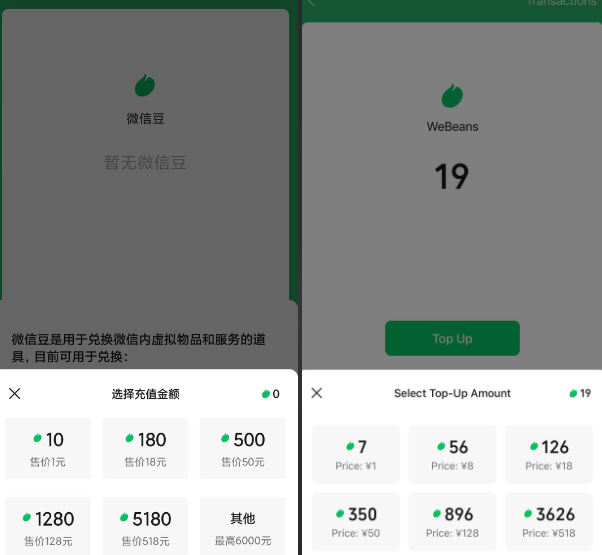 微信豆
暂无微信豆
微信豆是用于兑换微信内虚拟物品和服务的道
具，目前可用于兑换：
选择充值金额
0
10
180
500
售价1元
售价18元
售价50元
1280
5180
其他
售价128元
售价518元
最高6000元
Transactions
WeBeans
19
Top Up
Select Top-Up Amount
19
7
56
126
Price: ¥1
Price: ¥8
Price: ¥18
350
896
3626
Price: ¥50
Price: ¥128
Price: ¥518